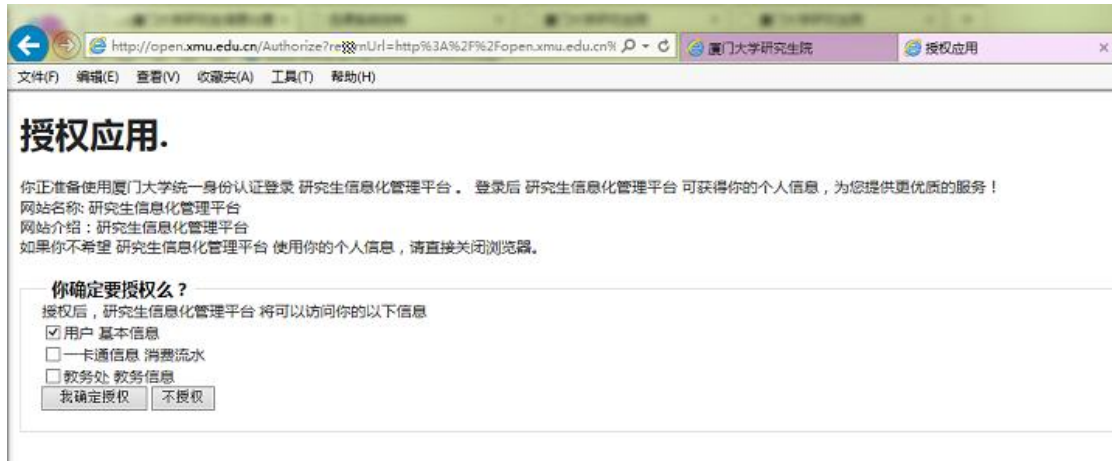 http://open.xmu.edu.cn/Authorize?re rnUrl=http%3A%2F%2Fopen.xmu.edu.cn%
厦门大学研究生院
授权应用
×
文件(F) 编辑(E) 查看(V) 收藏夹(A) 工具(T) 帮助(H)
授权应用.
你正准备使用厦门大学统一身份认证登录 研究生信息化管理平台 。 登录后 研究生信息化管理平台 可获得你的个人信息，为您提供更优质的服务！
网站名称: 研究生信息化管理平台
网站介绍：研究生信息化管理平台
如果你不希望 研究生信息化管理平台 使用你的个人信息，请直接关闭浏览器。
你确定要授权么？
授权后，研究生信息化管理平台 将可以访问你的以下信息
用户 基本信息
一卡通信息 消费流水
教务处 教务信息
我确定授权 不授权